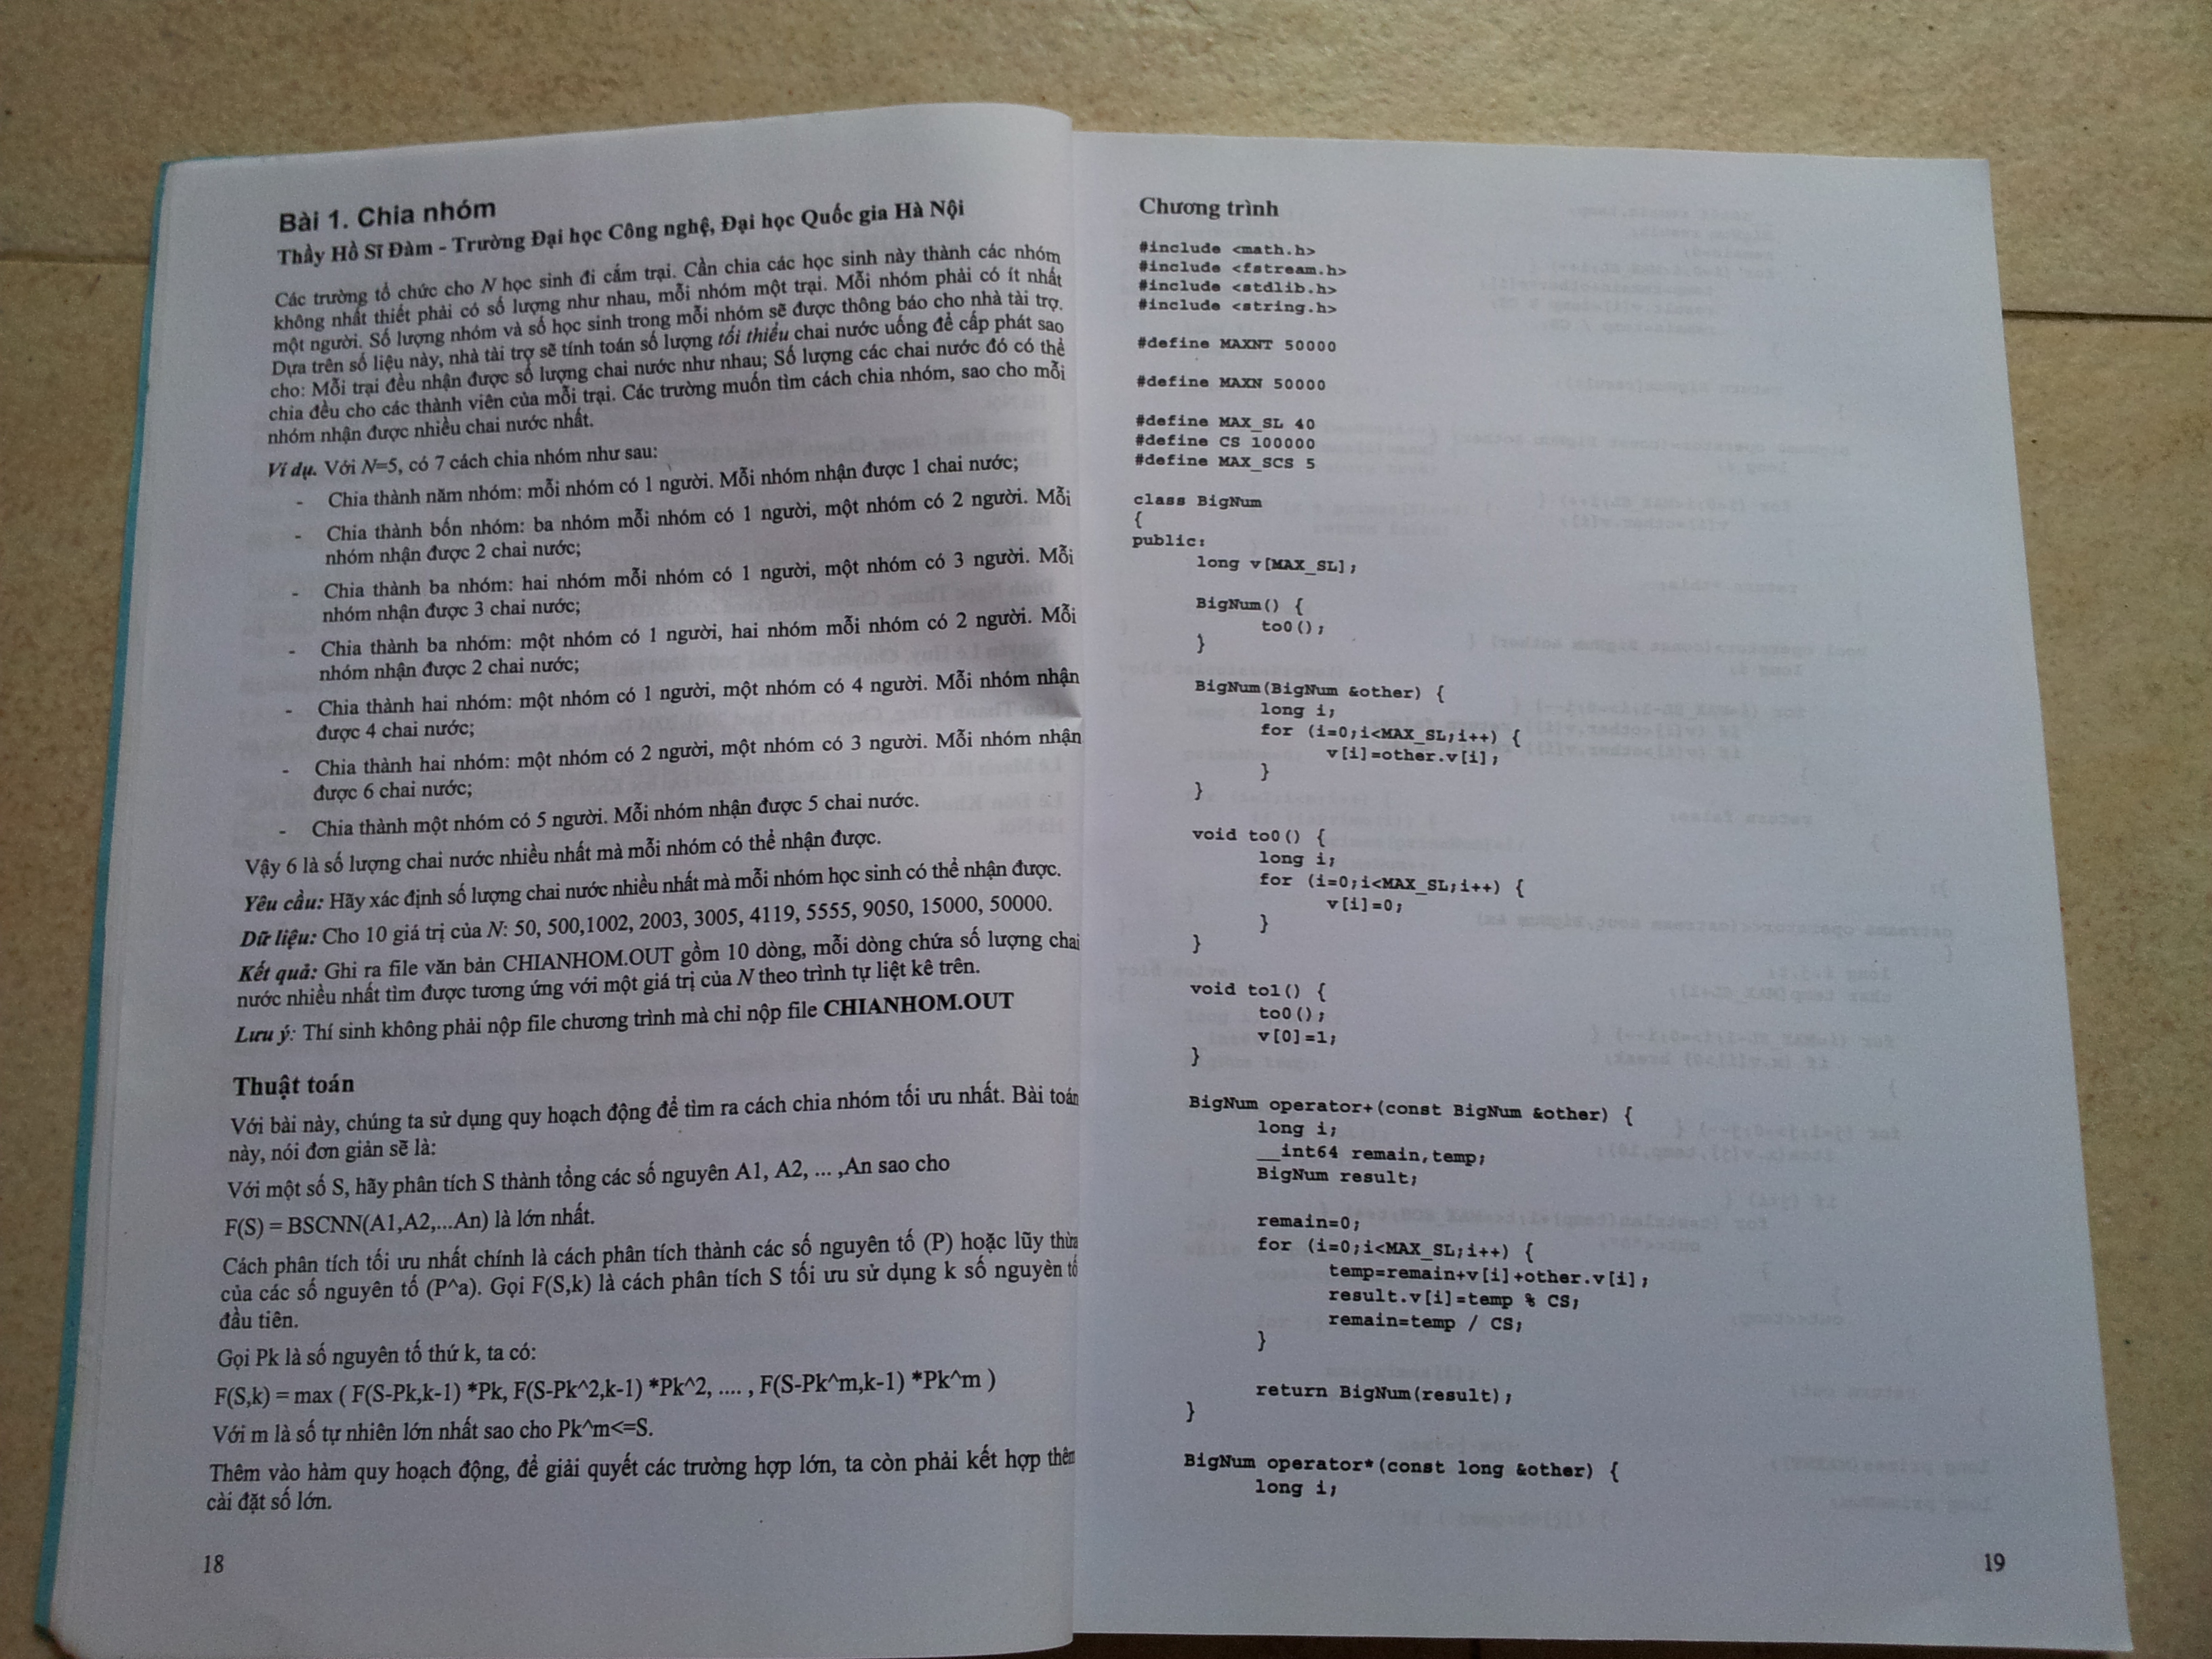 Bài 1. Chia nhóm
Thầy Hồ Sĩ Đàm - Trường Đại học Công nghệ, Đại học Quốc gia Hà Nội
Các trường tổ chức cho N học sinh đi cắm trại. Cần chia các học sinh này thành các nhóm
không nhất thiết phải có số lượng như nhau, mỗi nhóm một trại. Mỗi nhóm phải có ít nhất
một người. Số lượng nhóm và số học sinh trong mỗi nhóm sẽ được thông báo cho nhà tài trợ.
Dựa trên số liệu này, nhà tài trợ sẽ tính toán số lượng tối thiểu chai nước uống để cấp phát sao
cho: Mỗi trại đều nhận được số lượng chai nước như nhau; Số lượng các chai nước đó có thể
chia đều cho các thành viên của mỗi trại. Các trường muốn tìm cách chia nhóm, sao cho mỗi
nhóm nhận được nhiều chai nước nhất.
Ví dụ. Với N=5, có 7 cách chia nhóm như sau:
- Chia thành năm nhóm: mỗi nhóm có 1 người. Mỗi nhóm nhận được 1 chai nước;
- Chia thành bốn nhóm: ba nhóm mỗi nhóm có 1 người, một nhóm có 2 người. Mỗi
nhóm nhận được 2 chai nước;
- Chia thành ba nhóm: hai nhóm mỗi nhóm có 1 người, một nhóm có 3 người. Mỗi
nhóm nhận được 3 chai nước;
- Chia thành ba nhóm: một nhóm có 1 người, hai nhóm mỗi nhóm có 2 người. Mỗi
nhóm nhận được 2 chai nước;
- Chia thành hai nhóm: một nhóm có 1 người, một nhóm có 4 người. Mỗi nhóm nhận
được 4 chai nước;
- Chia thành hai nhóm: một nhóm có 2 người, một nhóm có 3 người. Mỗi nhóm nhận
được 6 chai nước;
- Chia thành một nhóm có 5 người. Mỗi nhóm nhận được 5 chai nước.
Vậy 6 là số lượng chai nước nhiều nhất mà mỗi nhóm có thể nhận được.
Yêu cầu: Hãy xác định số lượng chai nước nhiều nhất mà mỗi nhóm học sinh có thể nhận được.
Dữ liệu: Cho 10 giá trị của N: 50, 500,1002, 2003, 3005, 4119, 5555, 9050, 15000, 50000.
Kết quả: Ghi ra file văn bản CHIANHOM.OUT gồm 10 dòng, mỗi dòng chứa số lượng chai
nước nhiều nhất tìm được tương ứng với một giá trị của N theo trình tự liệt kê trên.
Lưu ý: Thí sinh không phải nộp file chương trình mà chỉ nộp file CHIANHOM.OUT
Thuật toán
Với bài này, chúng ta sử dụng quy hoạch động để tìm ra cách chia nhóm tối ưu nhất. Bài toán
này, nói đơn giản sẽ là:
Với một số S, hãy phân tích S thành tổng các số nguyên A1, A2, ... ,An sao cho
F(S) = BSCNN(A1,A2,...An) là lớn nhất.
Cách phân tích tối ưu nhất chính là cách phân tích thành các số nguyên tố (P) hoặc lũy thừa
của các số nguyên tố (P^a). Gọi F(S,k) là cách phân tích S tối ưu sử dụng k số nguyên tố
đầu tiên.
Gọi Pk là số nguyên tố thứ k, ta có:
F(S,k) = max ( F(S-Pk,k-1) *Pk, F(S-Pk^2,k-1) *Pk^2, .... , F(S-Pk^m,k-1) *Pk^m )
Với m là số tự nhiên lớn nhất sao cho Pk^m<=S.
Thêm vào hàm quy hoạch động, để giải quyết các trường hợp lớn, ta còn phải kết hợp thêm
cài đặt số lớn.
18
Chương trình
#include <math.h>
#include <fstream.h>
#include <stdlib.h>
#include <string.h>
#define MAXNT 50000
#define MAXN 50000
#define MAX_SL 40
#define CS 100000
#define MAX_SCS 5
class BigNum
{
public:
long v[MAX_SL];
BigNum() {
to0();
}
BigNum(BigNum &other) {
long i;
for (i=0;i<MAX_SL;i++) {
v[i]=other.v[i];
}
}
void to0() {
long i;
for (i=0;i<MAX_SL;i++) {
v[i]=0;
}
}
void to1() {
to0();
v[0]=1;
}
BigNum operator+(const BigNum &other) {
long i;
__int64 remain,temp;
BigNum result;
remain=0;
for (i=0;i<MAX_SL;i++) {
temp=remain+v[i]+other.v[i];
result.v[i]=temp % CS;
remain=temp / CS;
}
return BigNum(result);
}
BigNum operator*(const long &other) {
long i;
19